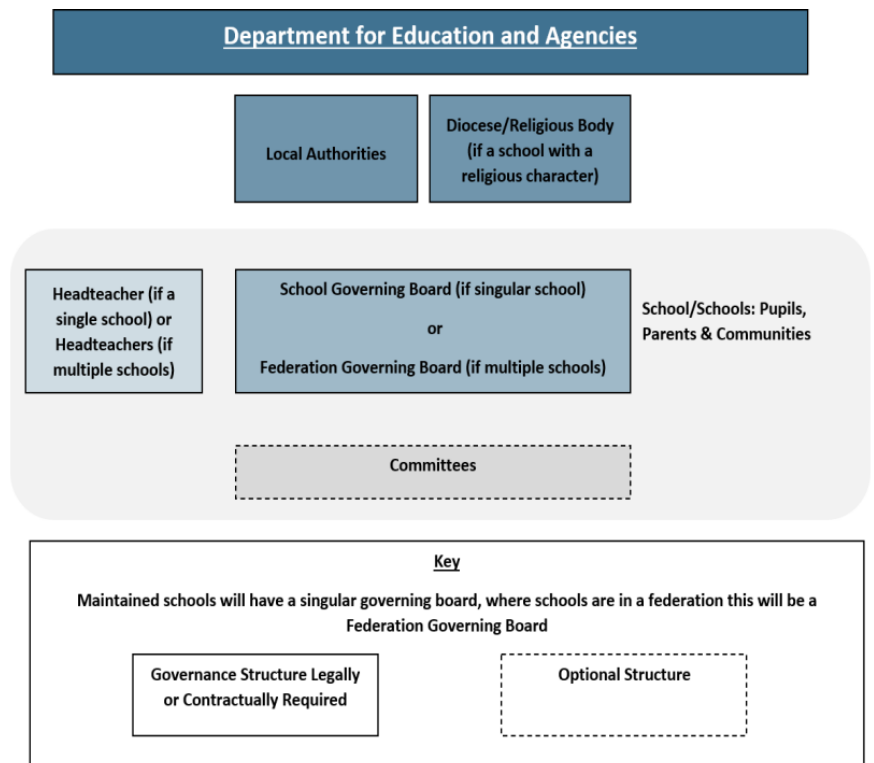 Department for Education and Agencies
Local Authorities
Diocese/Religious Body
(if a school with a
religious character)
Headteacher (if a
single school) or
Headteachers (if
multiple schools)
School Governing Board (if singular school)
or
Federation Governing Board (if multiple schools)
School/Schools: Pupils,
Parents & Communities
Committees
Key
Maintained schools will have a singular governing board, where schools are in a federation this will be a
Federation Governing Board
Governance Structure Legally
or Contractually Required
Optional Structure